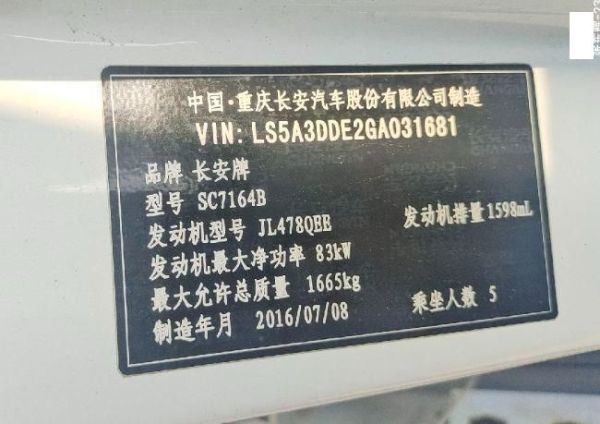 中国·重庆长安汽车股份有限公司制造
VIN: LS5A3DDE2GA031681
品牌 长安牌
型号 SC7164B
发动机型号 JL478QEE 发动机排量 1598mL
发动机最大净功率 83kW
最大允许总质量 1665kg
制造年月 2016/07/08 乘坐人数 5